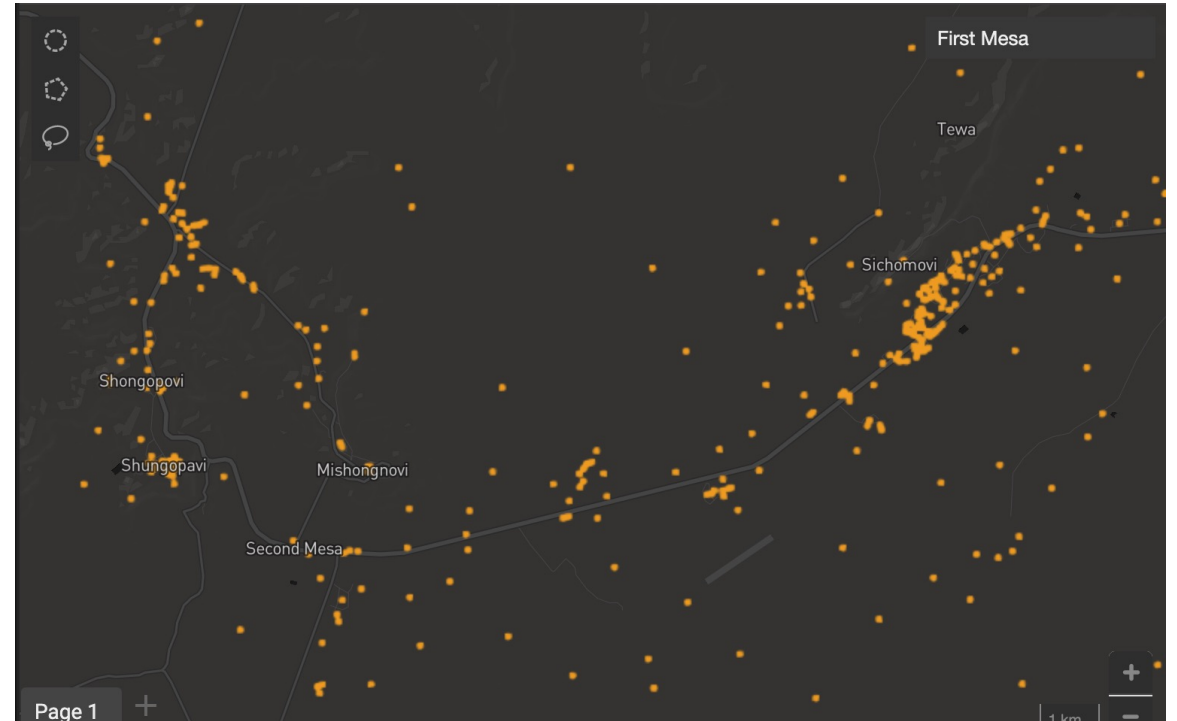 First Mesa
Tewa
Sichomovi
Shongopovi
Shungopavi
Mishongnovi
Second Mesa
Page 1
1 km